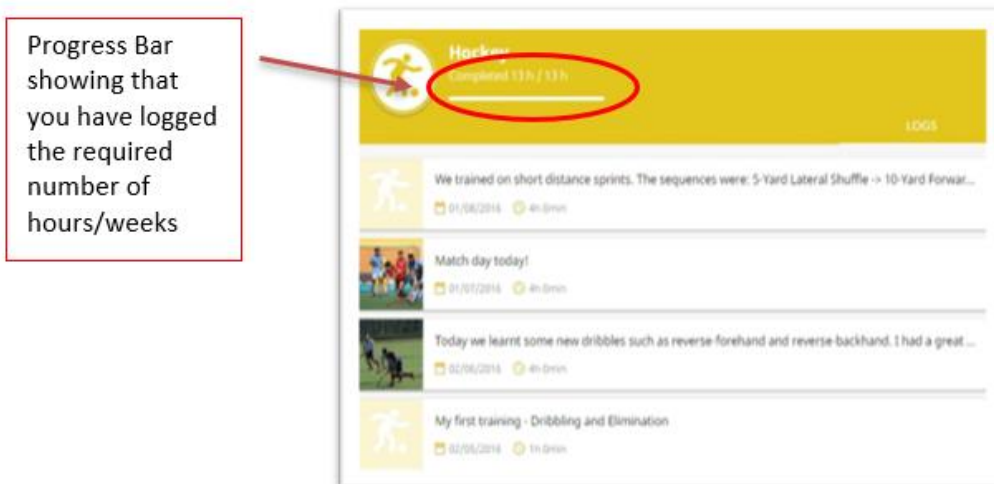 Progress Bar
showing that
you have logged
the required
number of
hours/weeks
Hockey
Completed 13 h / 13 h
LOGS
We trained on short distance sprints. The sequences were: 5-Yard Lateral Shuffle -> 10-Yard Forwar...
01/08/2016 4h 0min
Match day today!
01/07/2016 4h 0min
Today we learnt some new dribbles such as reverse-forehand and reverse-backhand. I had a great ...
02/06/2016 4h 0min
My first training - Dribbling and Elimination
02/05/2016 1h 0min